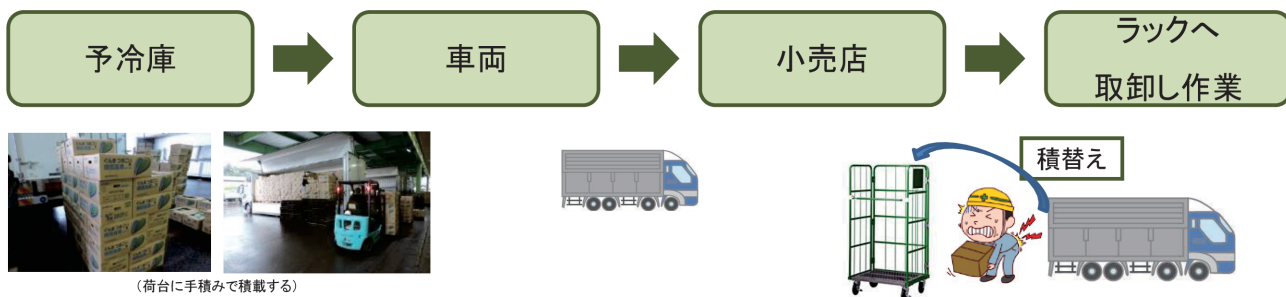 予冷庫
車両
小売店
ラックへ
取卸し作業
積替え
(荷台に手積みで積載する)